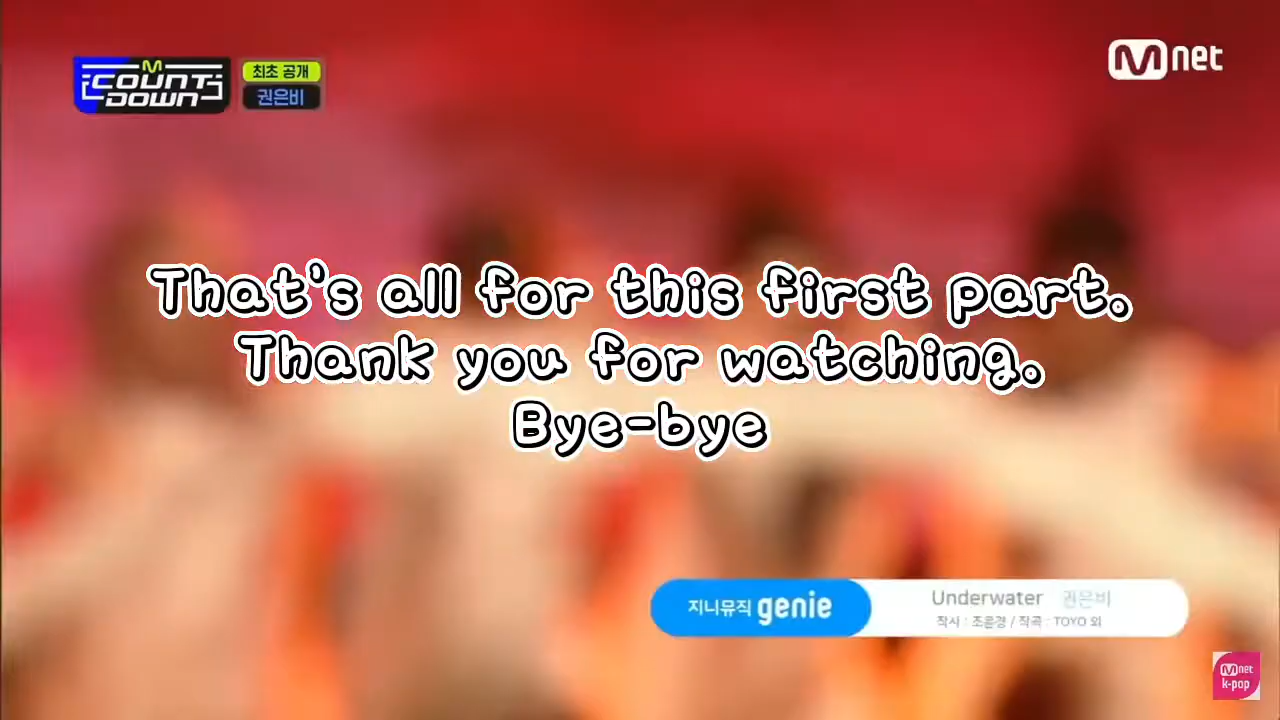 M
COUNT
DOWN
최초 공개
권은비
Mnet
That's all for this first part.
Thank you for watching.
Bye-bye
지니뮤직 genie
Underwater 권은비
작사 : 조윤경 / 작곡 : TOYO 외
Mnet
k-pop